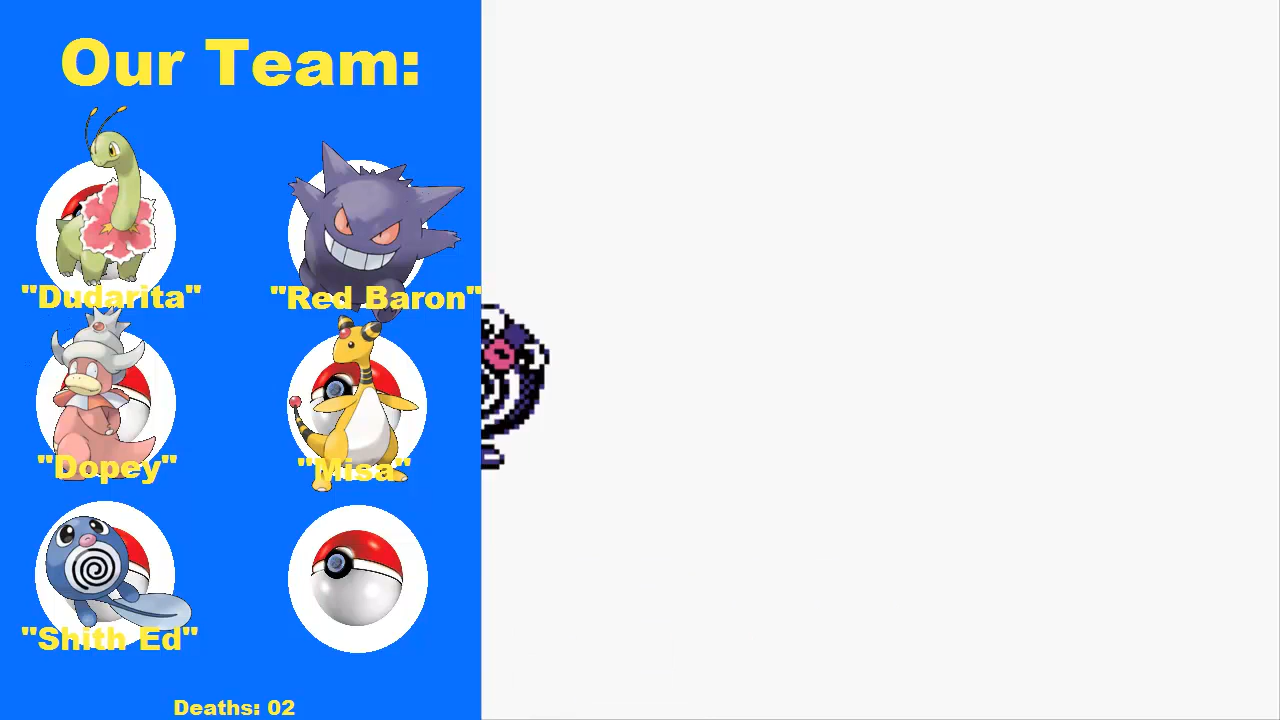 Our Team:
"Dudarita"
"Red Baron"
"Dopey"
"Misa"
"Shith Ed"
Deaths: 02